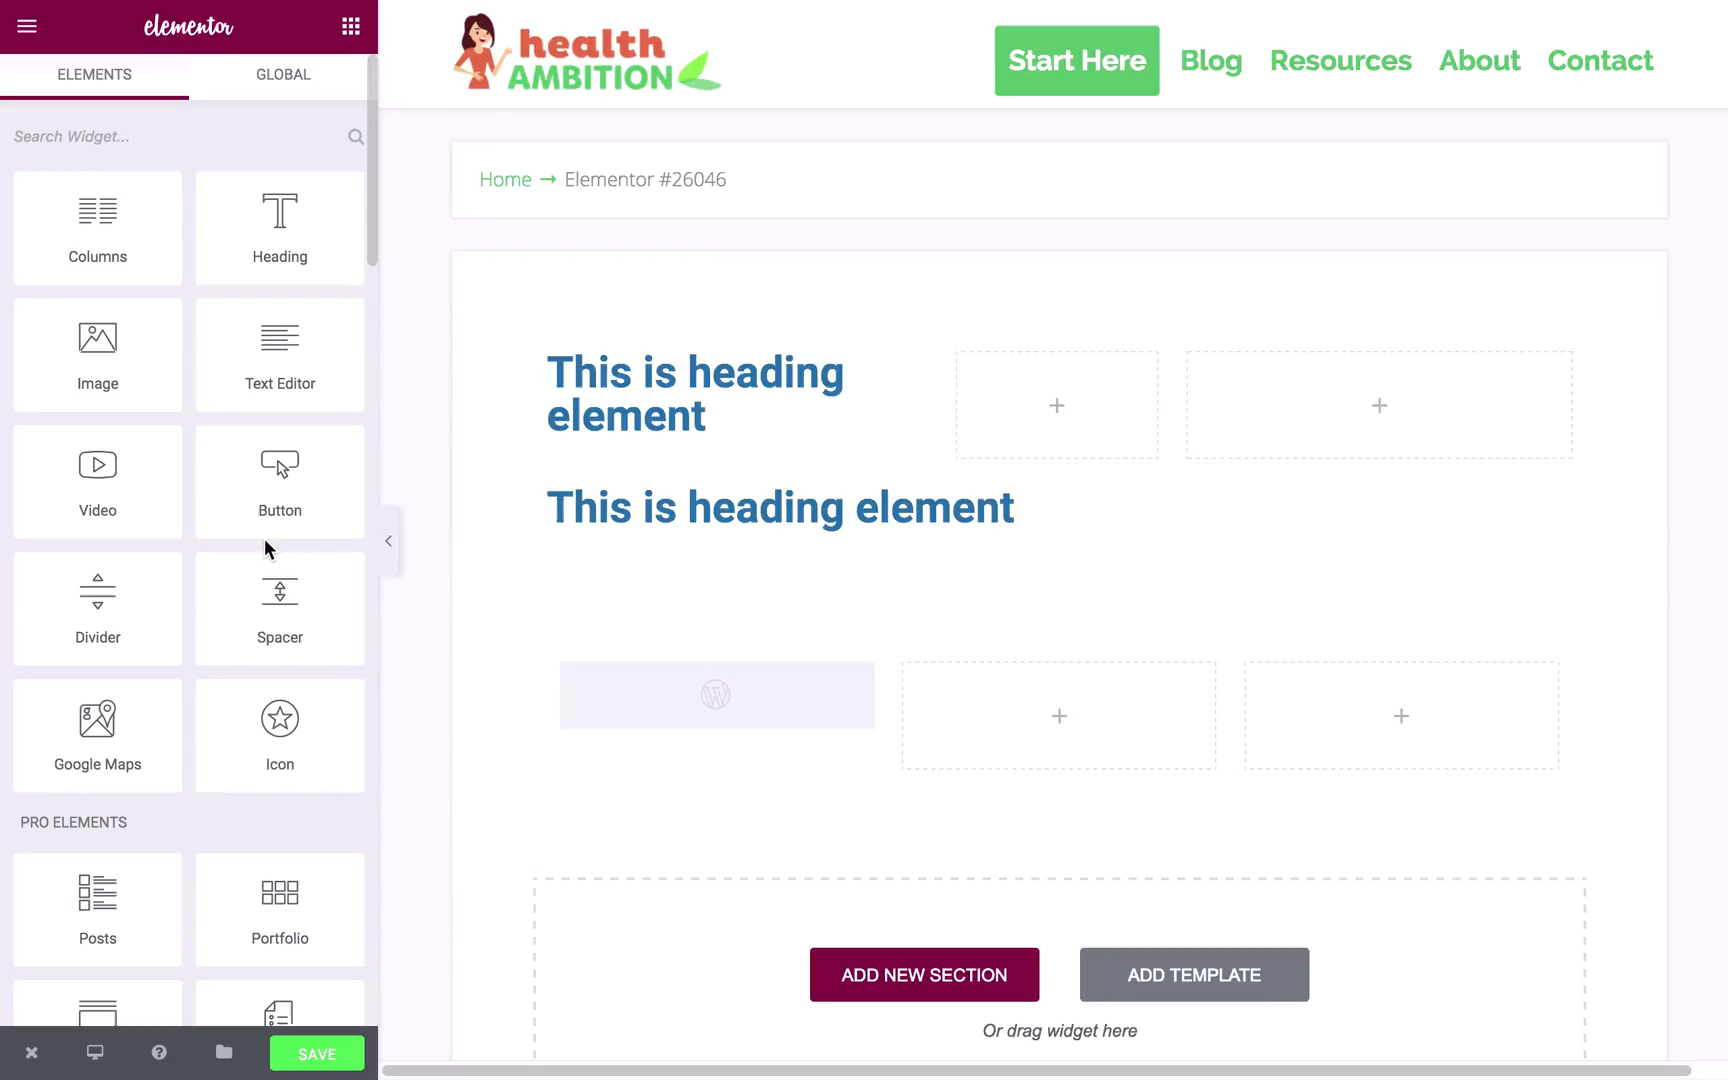 elementor
ELEMENTS
GLOBAL
Search Widget...
Columns
Heading
Image
Text Editor
Video
Button
Divider
Spacer
Google Maps
Icon
PRO ELEMENTS
Posts
Portfolio
SAVE
health
AMBITION
Start Here
Blog
Resources
About
Contact
Home → Elementor #26046
This is heading
element
This is heading element
ADD NEW SECTION
ADD TEMPLATE
Or drag widget here